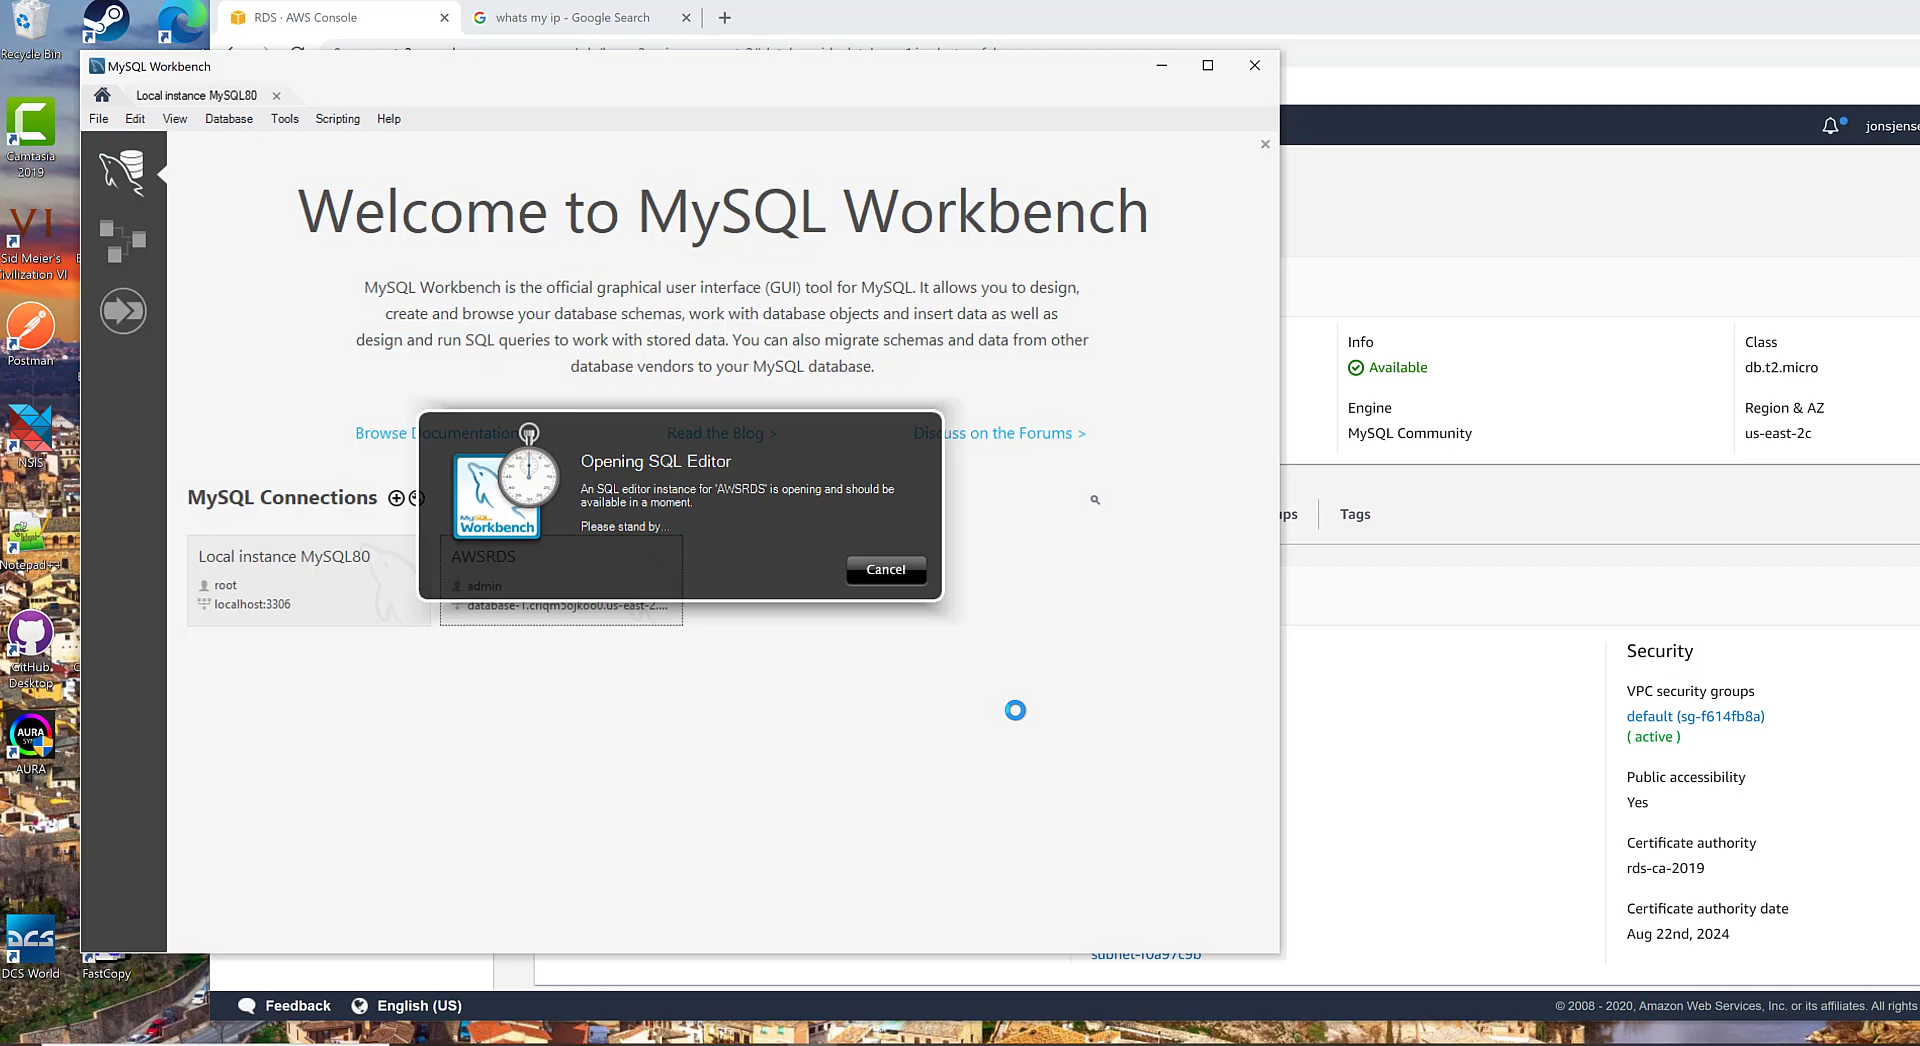 RDS · AWS Console
whats my ip - Google Search
Recycle Bin
MySQL Workbench
Local instance MySQL80
File Edit View Database Tools Scripting Help
jonsjense
Camtasia
2019
Welcome to MySQL Workbench
MySQL Workbench is the official graphical user interface (GUI) tool for MySQL. It allows you to design,
create and browse your database schemas, work with database objects and insert data as well as
design and run SQL queries to work with stored data. You can also migrate schemas and data from other
database vendors to your MySQL database.
VI
Sid Meier's
ivilization VI
Postman
Info
Available
Class
db.t2.micro
Engine
MySQL Community
Region & AZ
us-east-2c
Browse Documentation
Read the Blog >
Discuss on the Forums >
NSIS
Opening SQL Editor
An SQL editor instance for 'AWSRDS' is opening and should be
available in a moment.
Please stand by...
MySQL
Workbench
Cancel
MySQL Connections
ps
Tags
Local instance MySQL80
root
localhost:3306
AWSRDS
admin
Notepad++
GitHub
Desktop
AURA
SYNC
AURA
Security
VPC security groups
default (sg-f614fb8a)
( active )
Public accessibility
Yes
Certificate authority
rds-ca-2019
Certificate authority date
Aug 22nd, 2024
DCS
DCS World
FastCopy
subnet-f0a97c9b
Feedback
English (US)
© 2008 - 2020, Amazon Web Services, Inc. or its affiliates. All rights